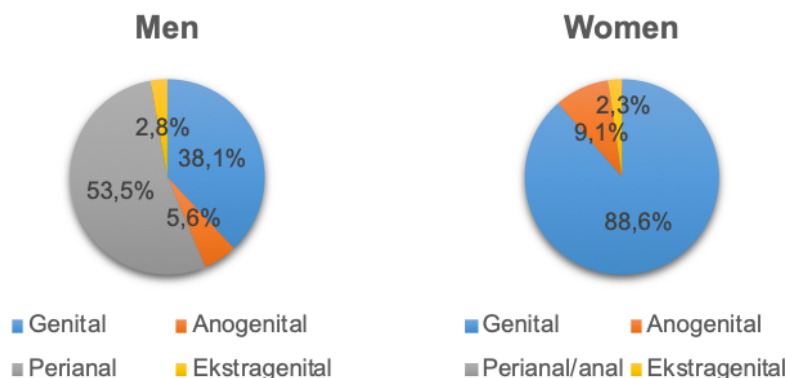 Men
2,8%
38,1%
53,5%
5,6%
Genital
Anogenital
Perianal
Ekstragenital
Women
2,3%
9,1%
88,6%
Genital
Anogenital
Perianal/anal
Ekstragenital